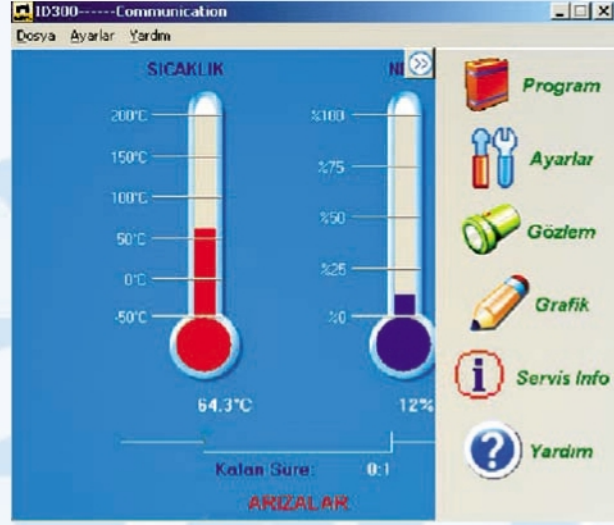 ID300------Communication
Dosya Ayarlar Yardım
SICAKLIK
200°C
150°C
100°C
50°C
0°C
-50°C
64.3°C
%100
%75
%50
%25
%0
12%
Kalan Sure: 0:1
ARIZALAR
Program
Ayarlar
Gözlem
Grafik
Servis Info
Yardım